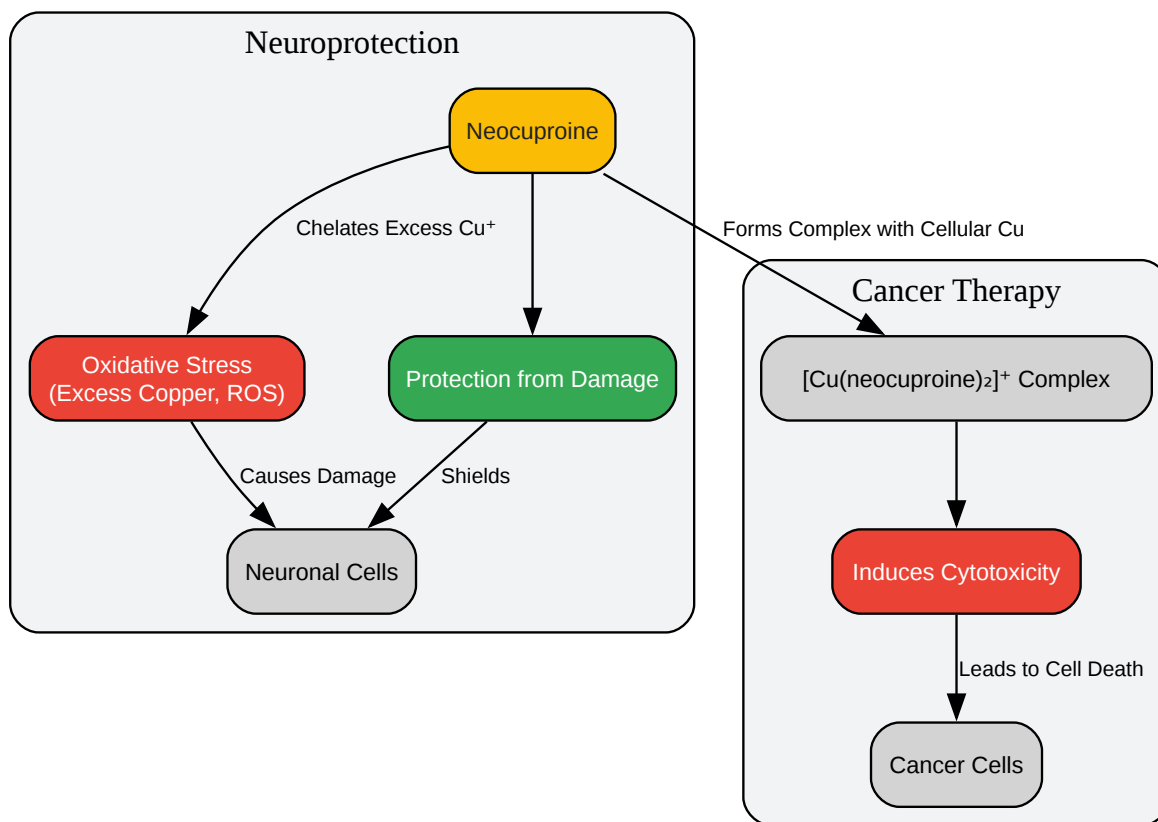 Neuroprotection
Neocuproine
Chelates Excess Cu⁺
Forms Complex with Cellular Cu
Cancer Therapy
Oxidative Stress
(Excess Copper, ROS)
Protection from Damage
[Cu(neocuproine)₂]⁺ Complex
Causes Damage
Shields
Neuronal Cells
Induces Cytotoxicity
Leads to Cell Death
Cancer Cells